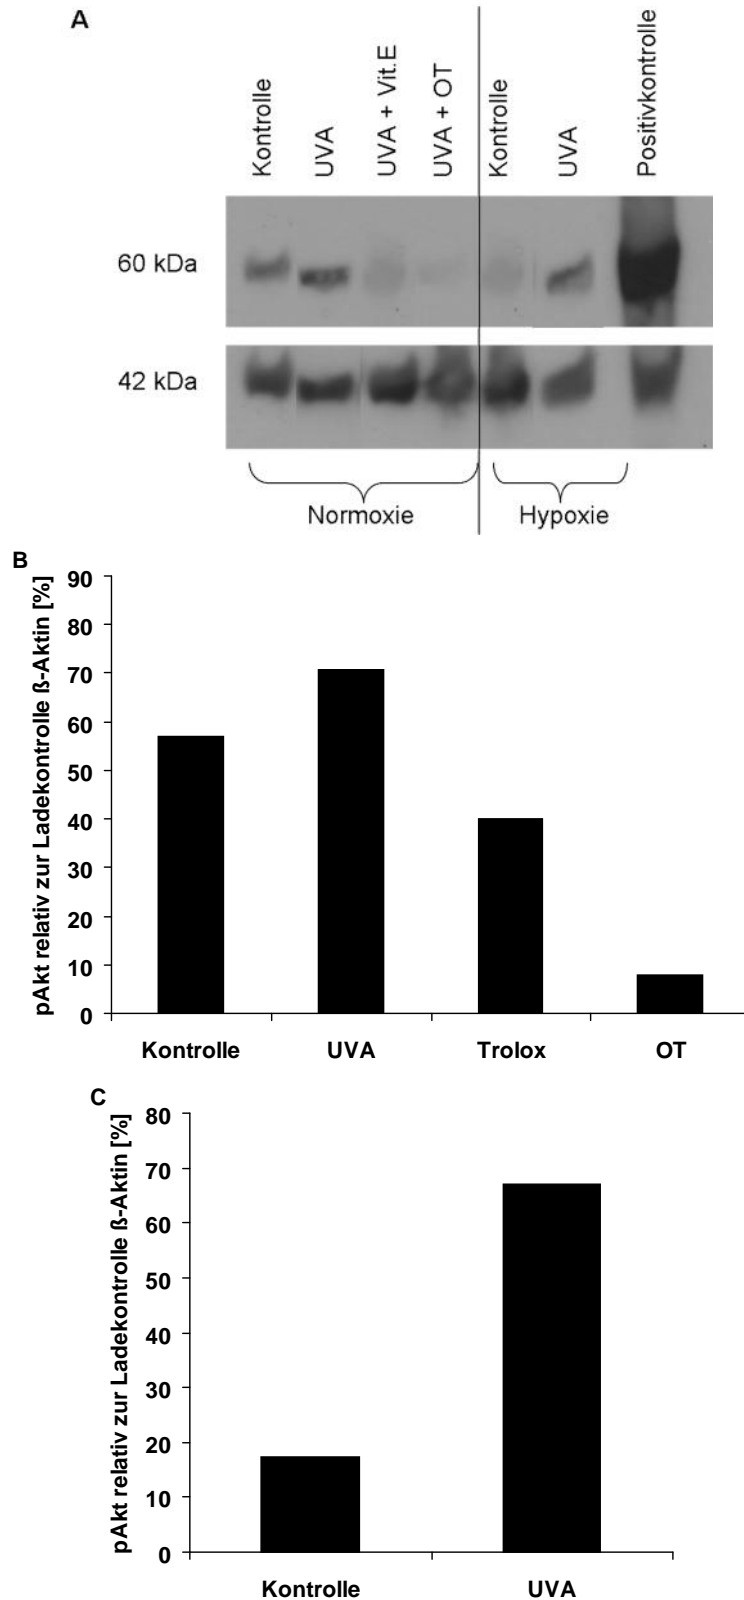 A
Kontrolle
UVA
UVA + Vit.E
UVA + OT
Kontrolle
UVA
Positivkontrolle
60 kDa
42 kDa
Normoxie
Hypoxie
B
pAkt relativ zur Ladekontrolle ß-Aktin [%]
90
80
70
60
50
40
30
20
10
0
Kontrolle
UVA
Trolox
OT
C
pAkt relativ zur Ladekontrolle ß-Aktin [%]
80
70
60
50
40
30
20
10
0
Kontrolle
UVA